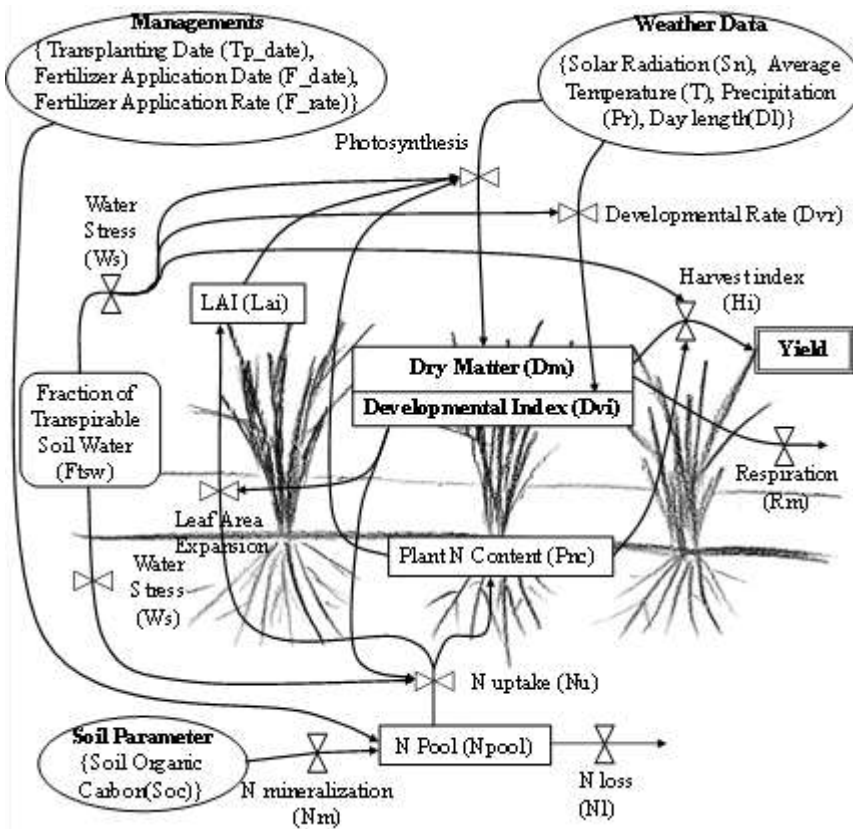 Managements
{ Transplanting Date (Tp_date),
Fertilizer Application Date (F_date),
Fertilizer Application Rate (F_rate)}
Weather Data
{Solar Radiation (Sn), Average
Temperature (T), Precipitation
(Pr), Day length(Dl)}
Photosynthesis
Water
Stress
(Ws)
Developmental Rate (Dvr)
LAI (Lai)
Harvest index
(Hi)
Dry Matter (Dm)
Yield
Developmental Index (Dvi)
Fraction of
Transpirable
Soil Water
(Ftsw)
Respiration
(Rm)
Leaf Area
Expansion
Plant N Content (Pnc)
Water
Stress
(Ws)
N uptake (Nu)
Soil Parameter
{Soil Organic
Carbon(Soc)}
N Pool (Npool)
N mineralization
(Nm)
N loss
(Nl)